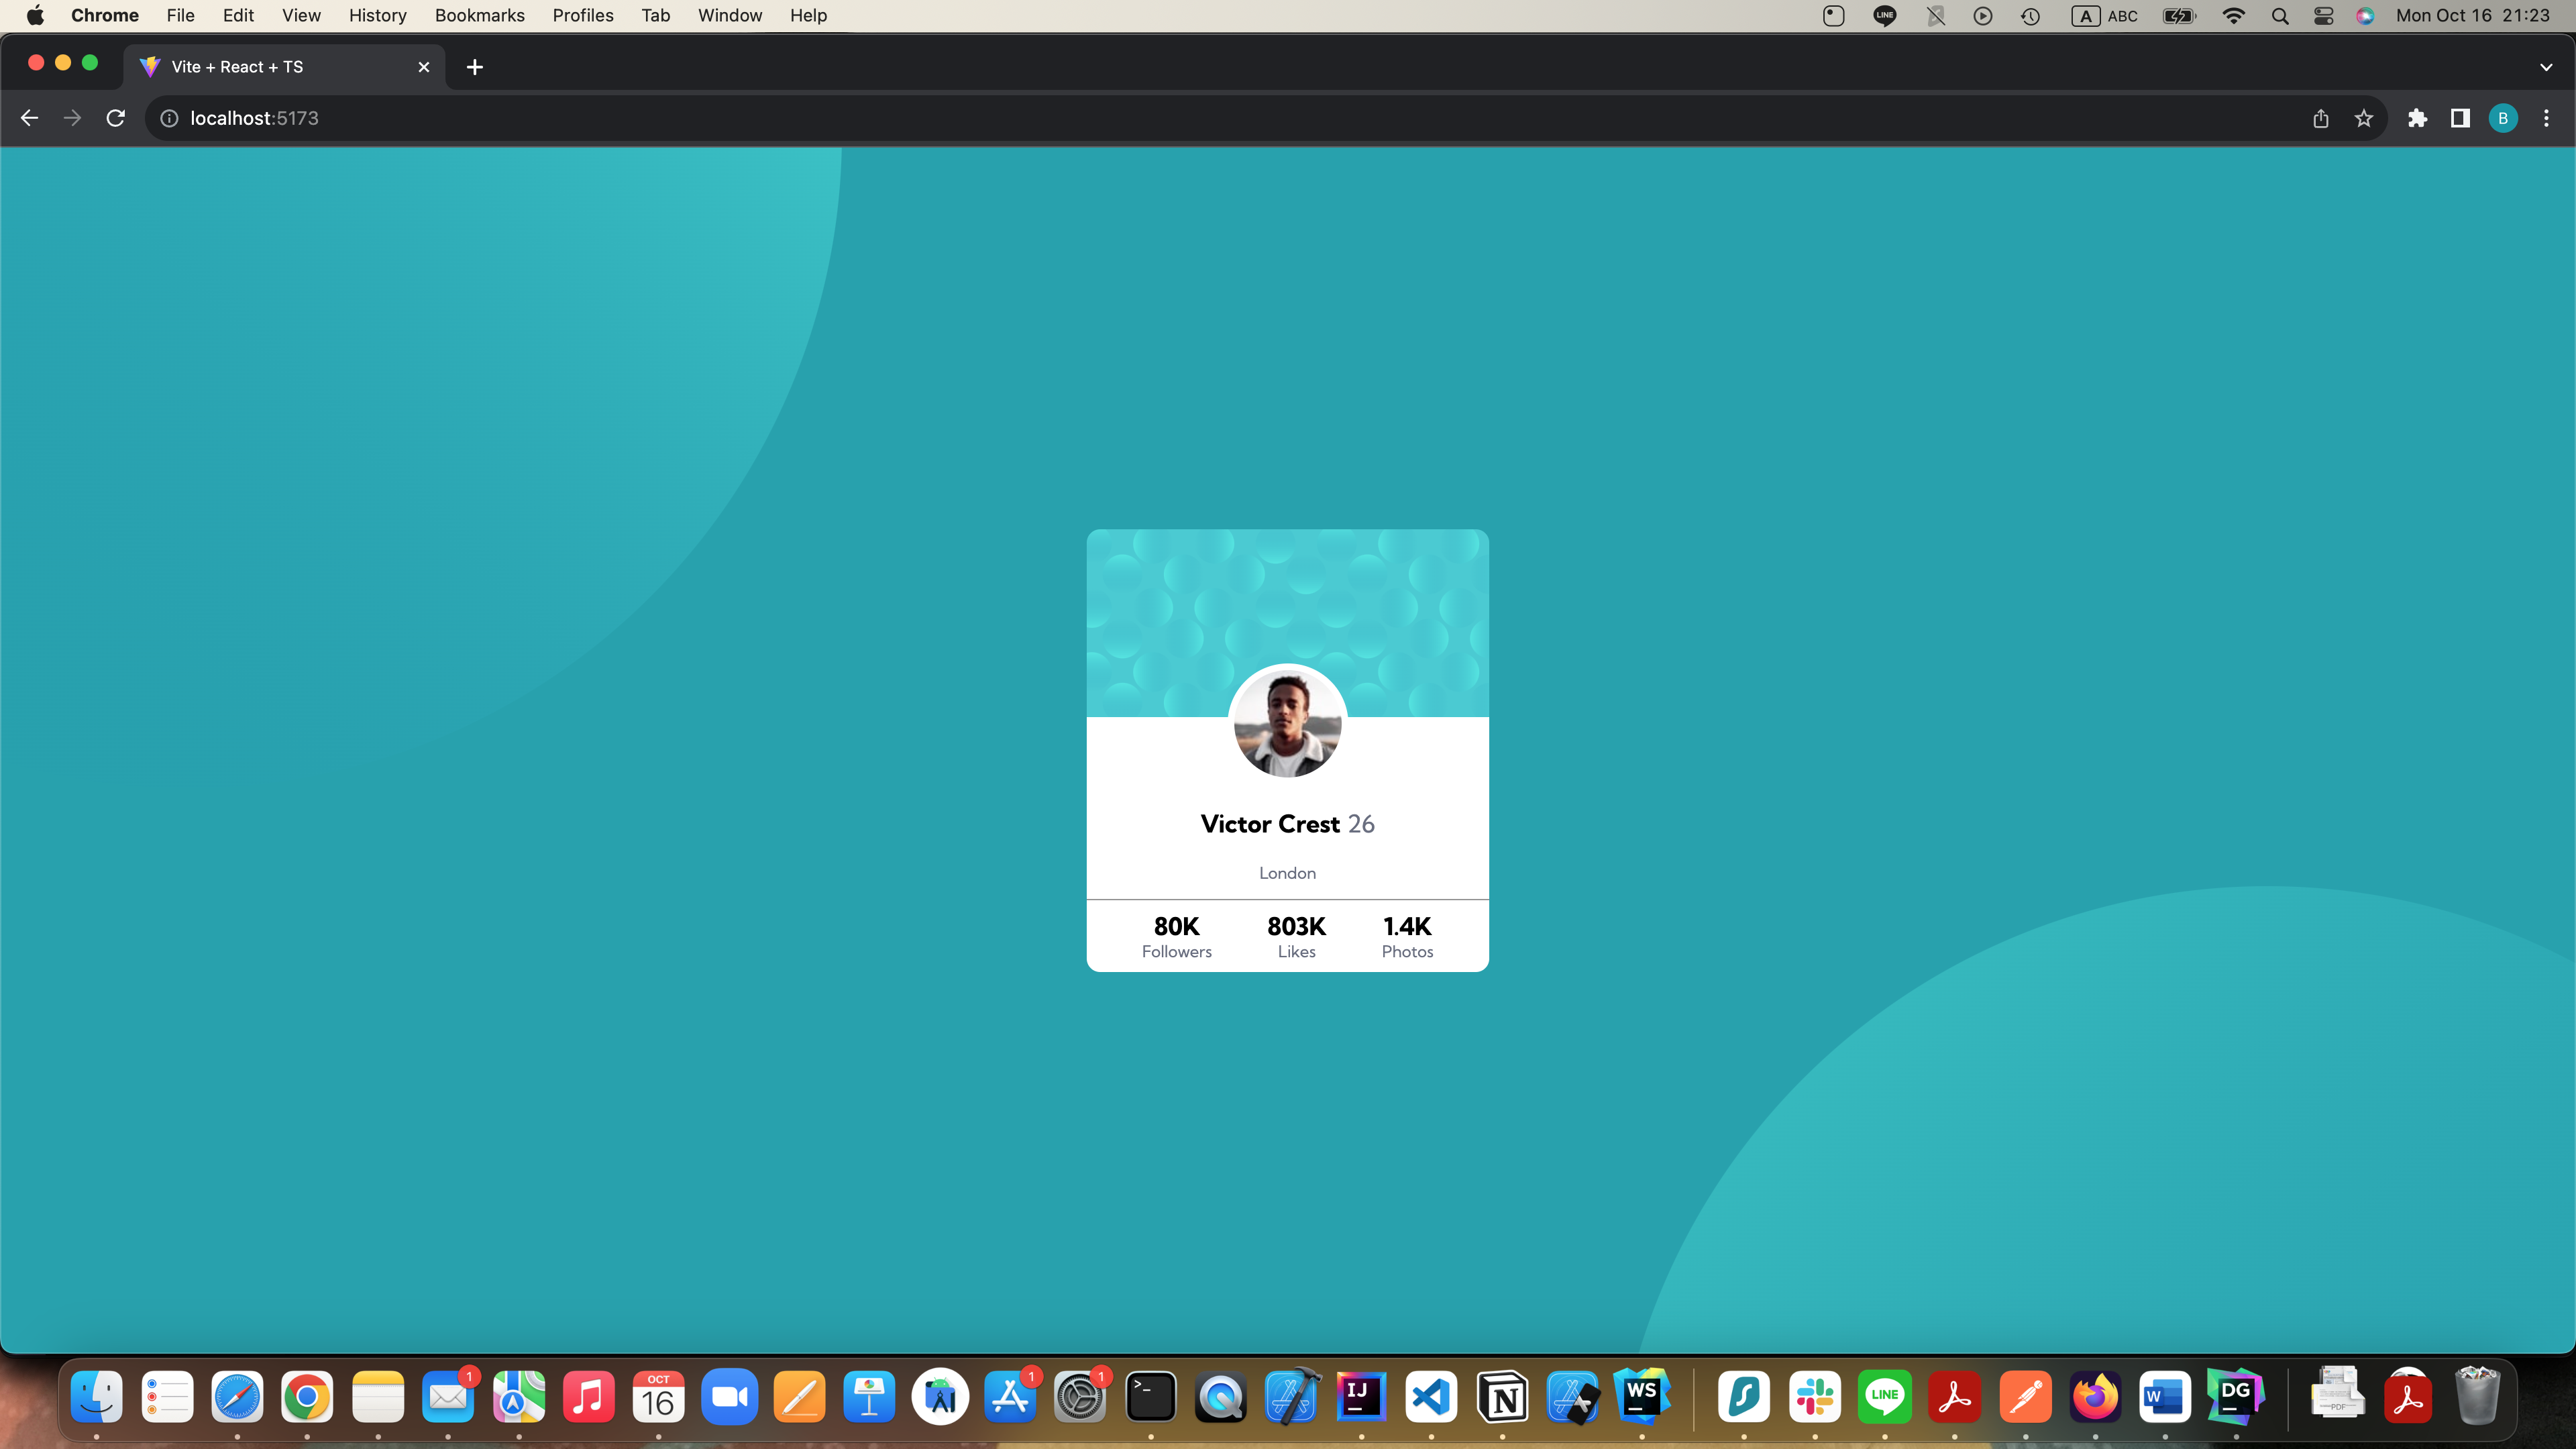 Chrome File Edit View History Bookmarks Profiles Tab Window Help LINE A ABC Mon Oct 16 21:23
Vite + React + TS
localhost:5173 B
Victor Crest 26
London
80K 803K 1.4K
Followers Likes Photos
1 OCT 16 1 1 >_ IJ N WS LINE W DG PDF